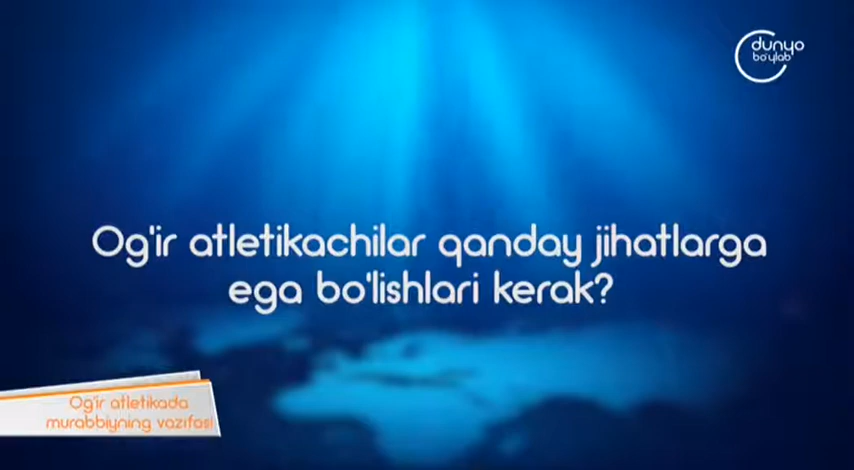 dunyo
bo'ylab
Og'ir atletikachilar qanday jihatlarga
ega bo'lishlari kerak?
Og'ir atletikada
murabbiyning vazifasi